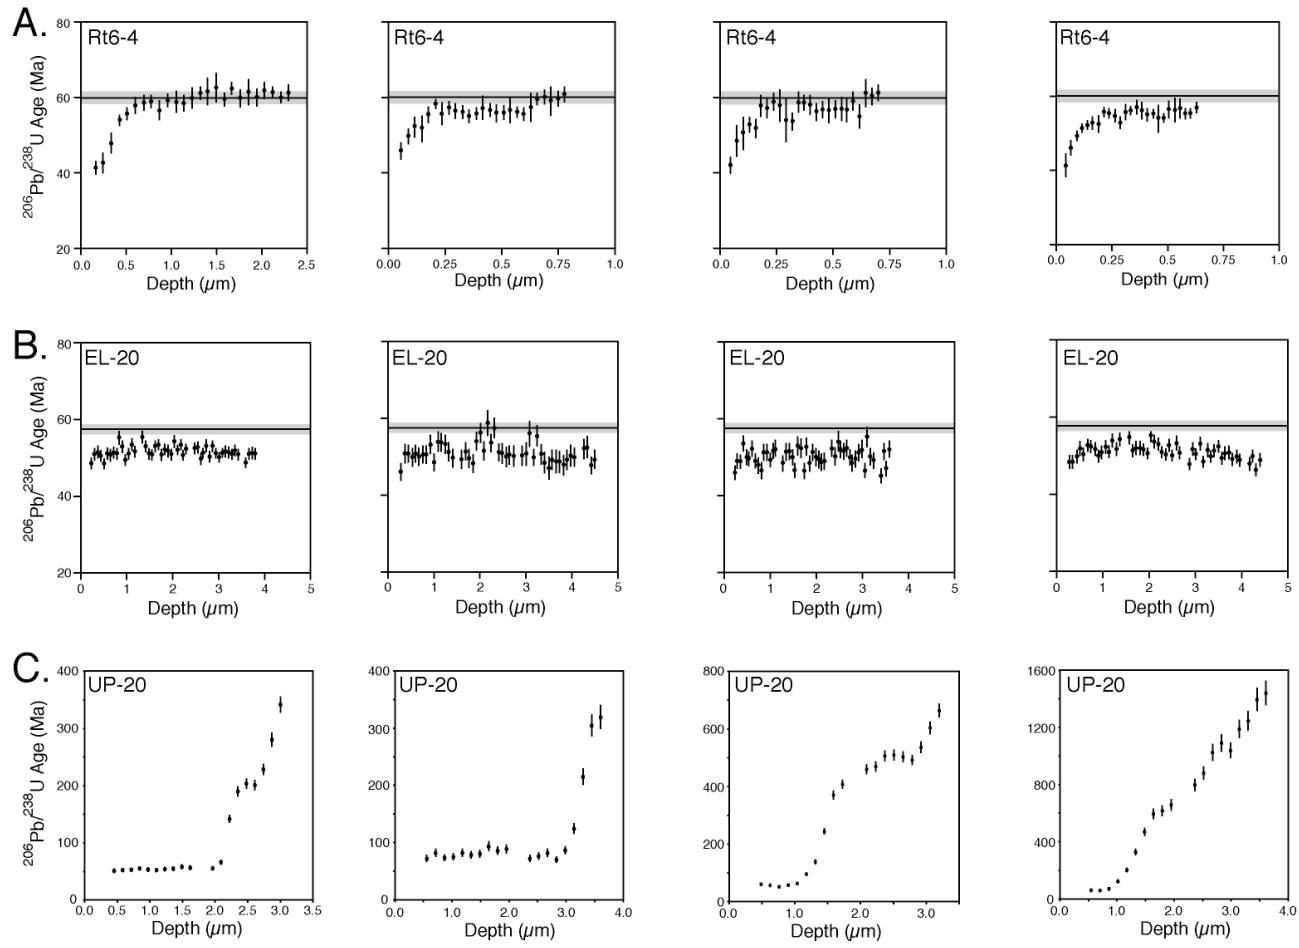 A.
Rt6-4 Rt6-4 Rt6-4 Rt6-4
²⁰⁶Pb/²³⁸U Age (Ma)
80
60
40
20
0.0 0.5 1.0 1.5 2.0 2.5
0.00 0.25 0.50 0.75 1.0
0.0 0.25 0.50 0.75 1.0
0.0 0.25 0.50 0.75 1.0
Depth (µm) Depth (µm) Depth (µm) Depth (µm)
B.
EL-20 EL-20 EL-20 EL-20
²⁰⁶Pb/²³⁸U Age (Ma)
80
60
40
20
0 1 2 3 4 5
0 1 2 3 4 5
0 1 2 3 4 5
0 1 2 3 4 5
Depth (µm) Depth (µm) Depth (µm) Depth (µm)
C.
UP-20 UP-20 UP-20 UP-20
²⁰⁶Pb/²³⁸U Age (Ma)
400
300
200
100
0
400
300
200
100
0
800
600
400
200
0
1600
1200
800
400
0
0.0 0.5 1.0 1.5 2.0 2.5 3.0 3.5
0.0 1.0 2.0 3.0 4.0
0.0 1.0 2.0 3.0
0.0 1.0 2.0 3.0 4.0
Depth (µm) Depth (µm) Depth (µm) Depth (µm)